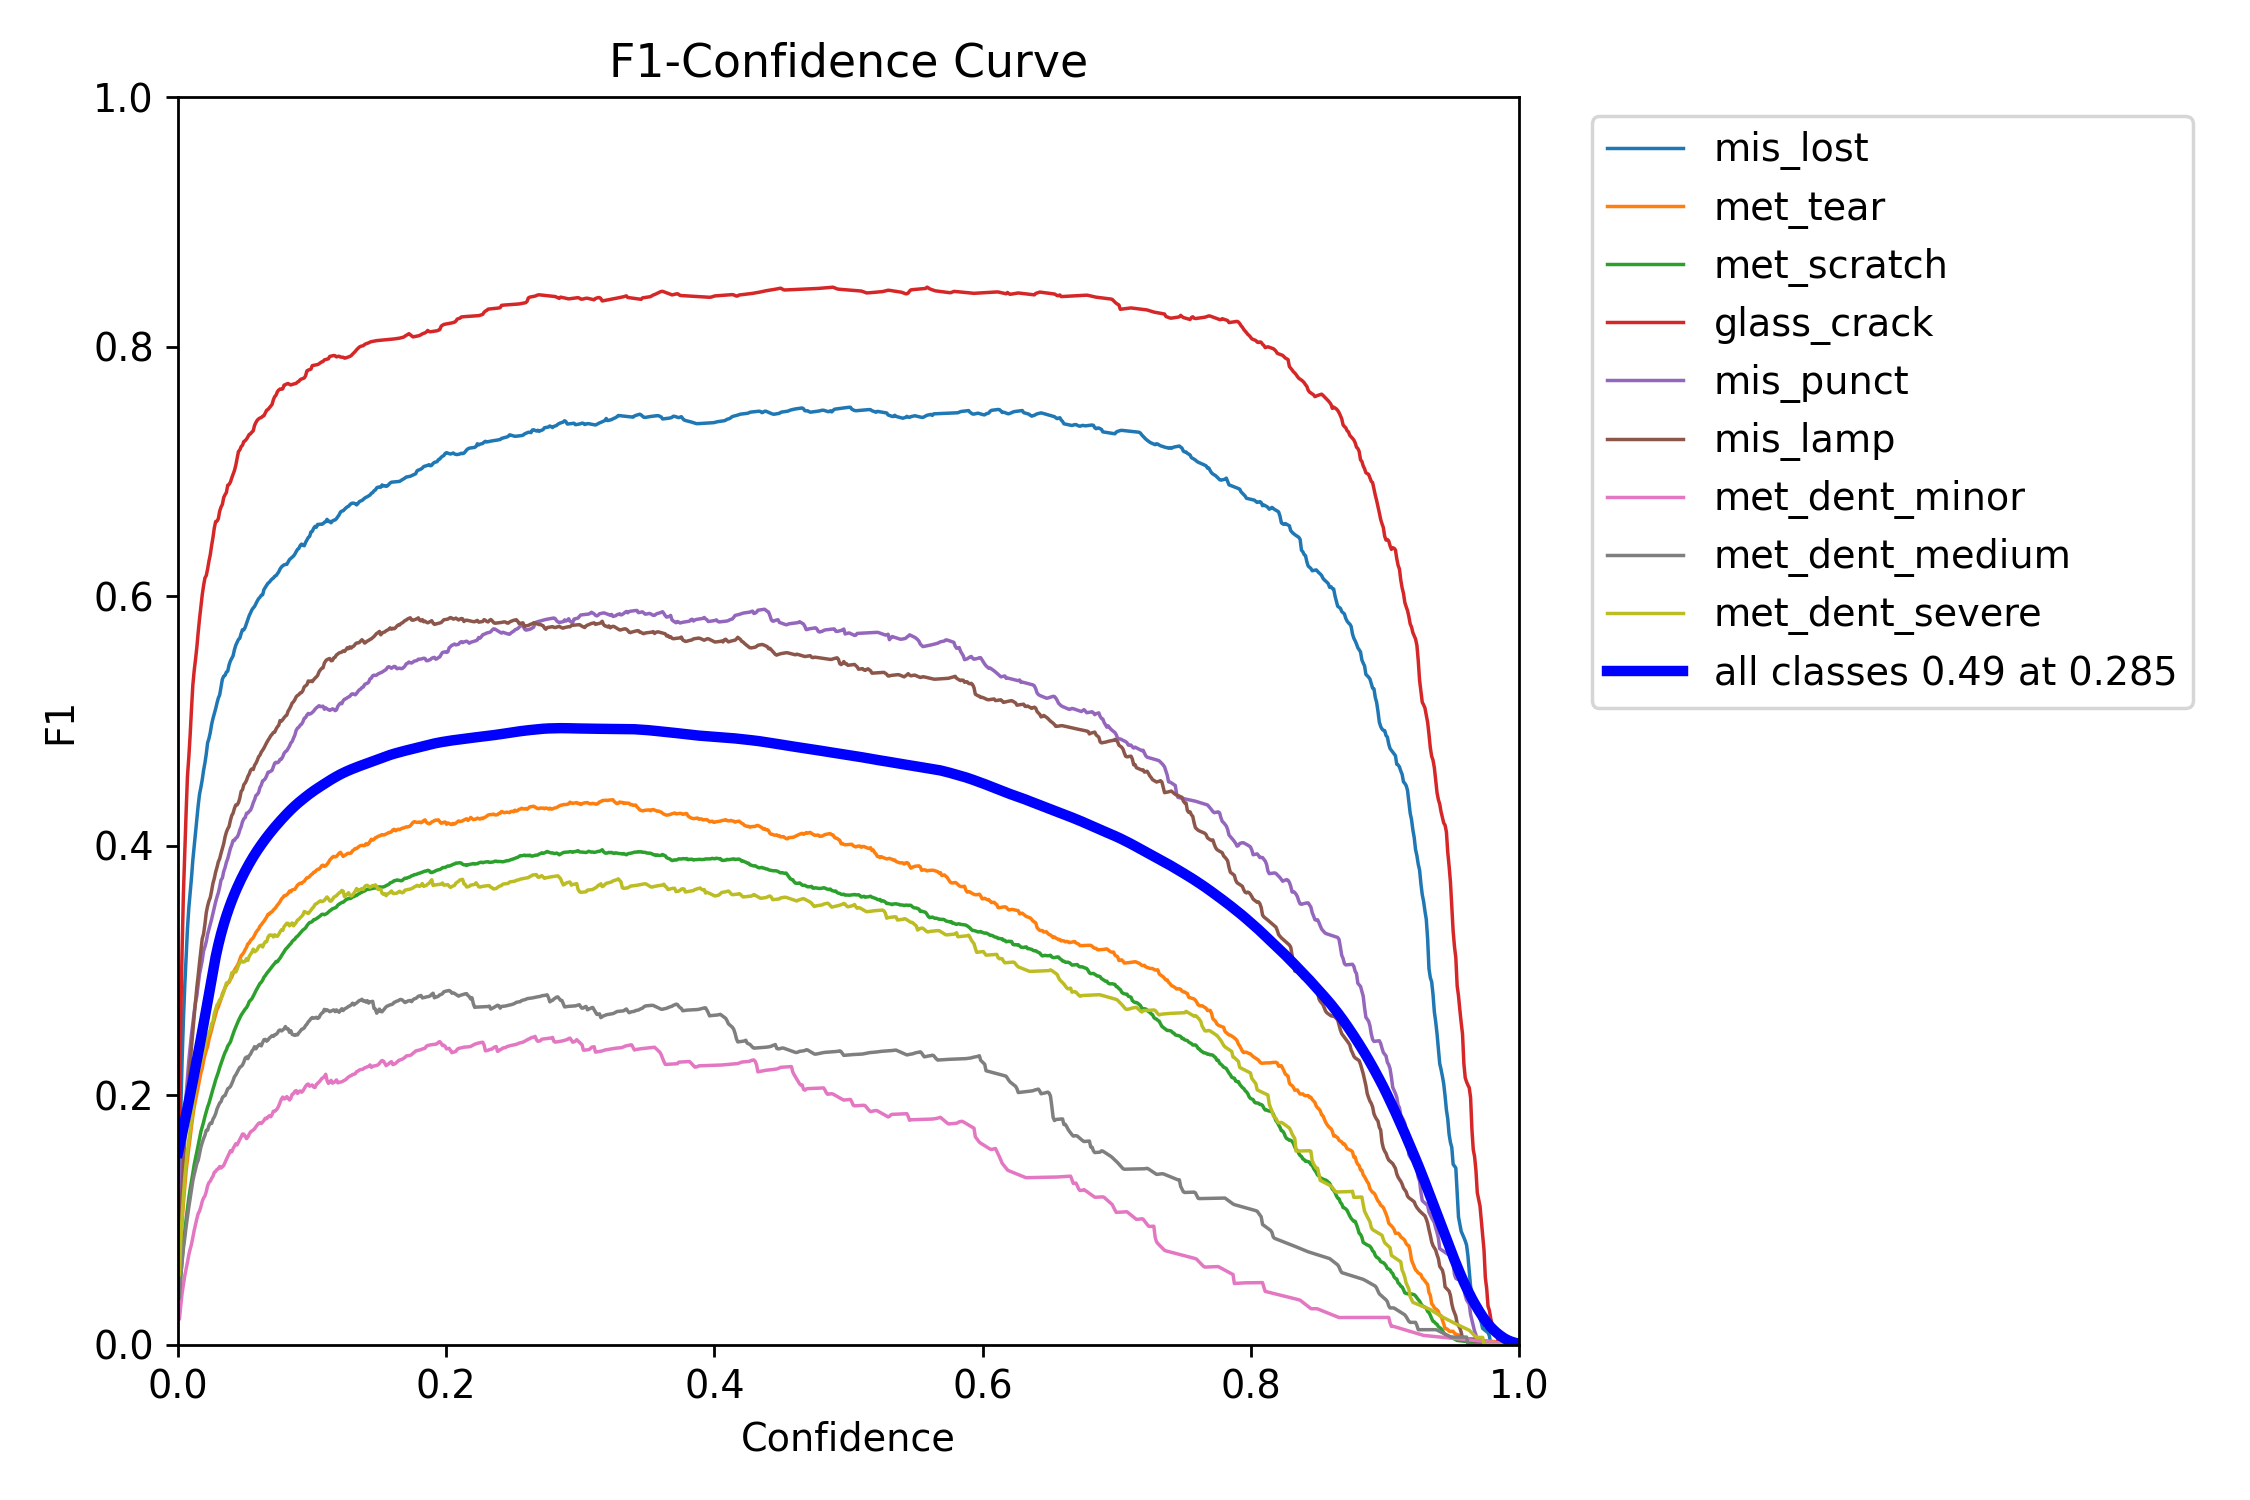 F1-Confidence Curve
1.0
0.8
0.6
0.4
0.2
0.0
F1
0.0 0.2 0.4 0.6 0.8 1.0
Confidence
mis_lost
met_tear
met_scratch
glass_crack
mis_punct
mis_lamp
met_dent_minor
met_dent_medium
met_dent_severe
all classes 0.49 at 0.285